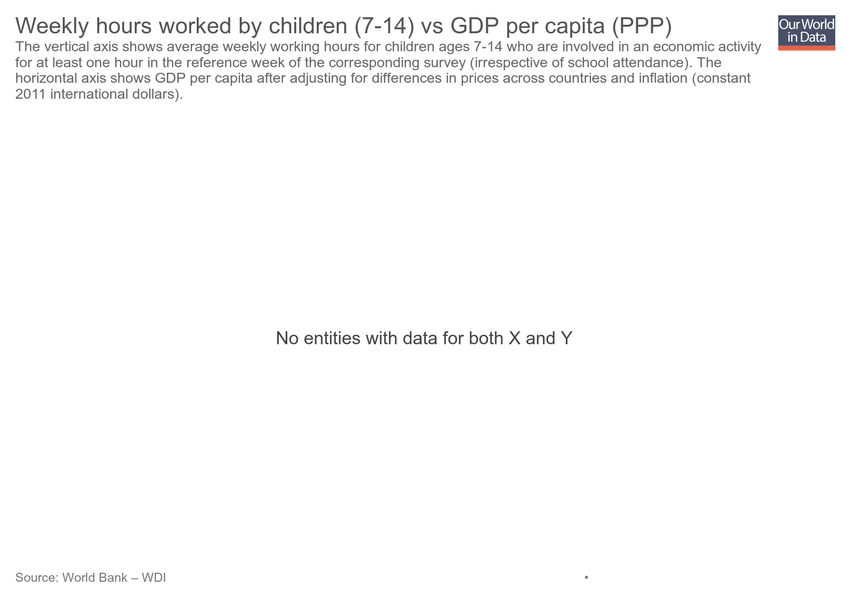 Weekly hours worked by children (7-14) vs GDP per capita (PPP)
Our World
in Data
The vertical axis shows average weekly working hours for children ages 7-14 who are involved in an economic activity
for at least one hour in the reference week of the corresponding survey (irrespective of school attendance). The
horizontal axis shows GDP per capita after adjusting for differences in prices across countries and inflation (constant
2011 international dollars).
No entities with data for both X and Y
Source: World Bank – WDI
•